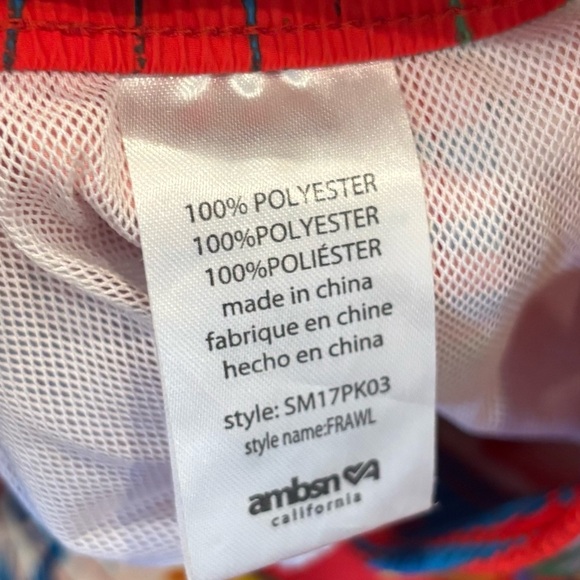 100% POLYESTER
100%POLYESTER
100%POLIÉSTER
made in china
fabrique en chine
hecho en china
style: SM17PK03
style name:FRAWL
ambsn
california